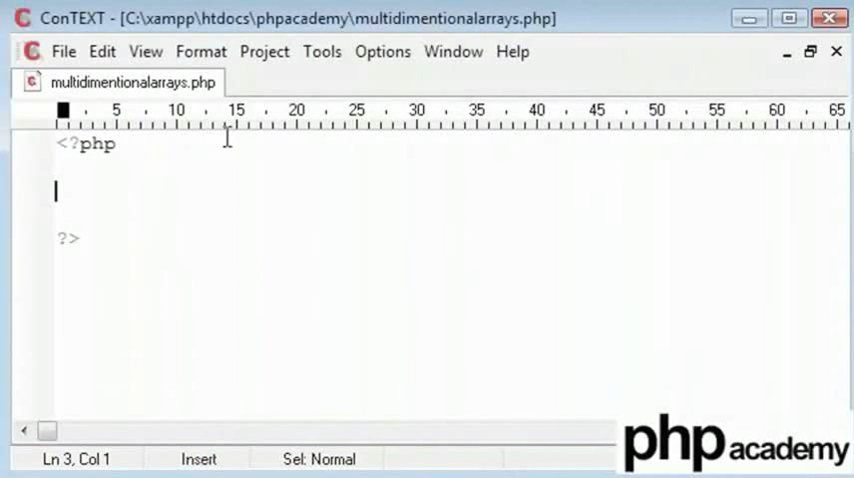 ConTEXT - [C:\xampp\htdocs\phpacademy\multidimentionalarrays.php]
File Edit View Format Project Tools Options Window Help
multidimentionalarrays.php
5 10 15 20 25 30 35 40 45 50 55 60 65
<?php
?>
Ln 3, Col 1 Insert Sel: Normal
php academy